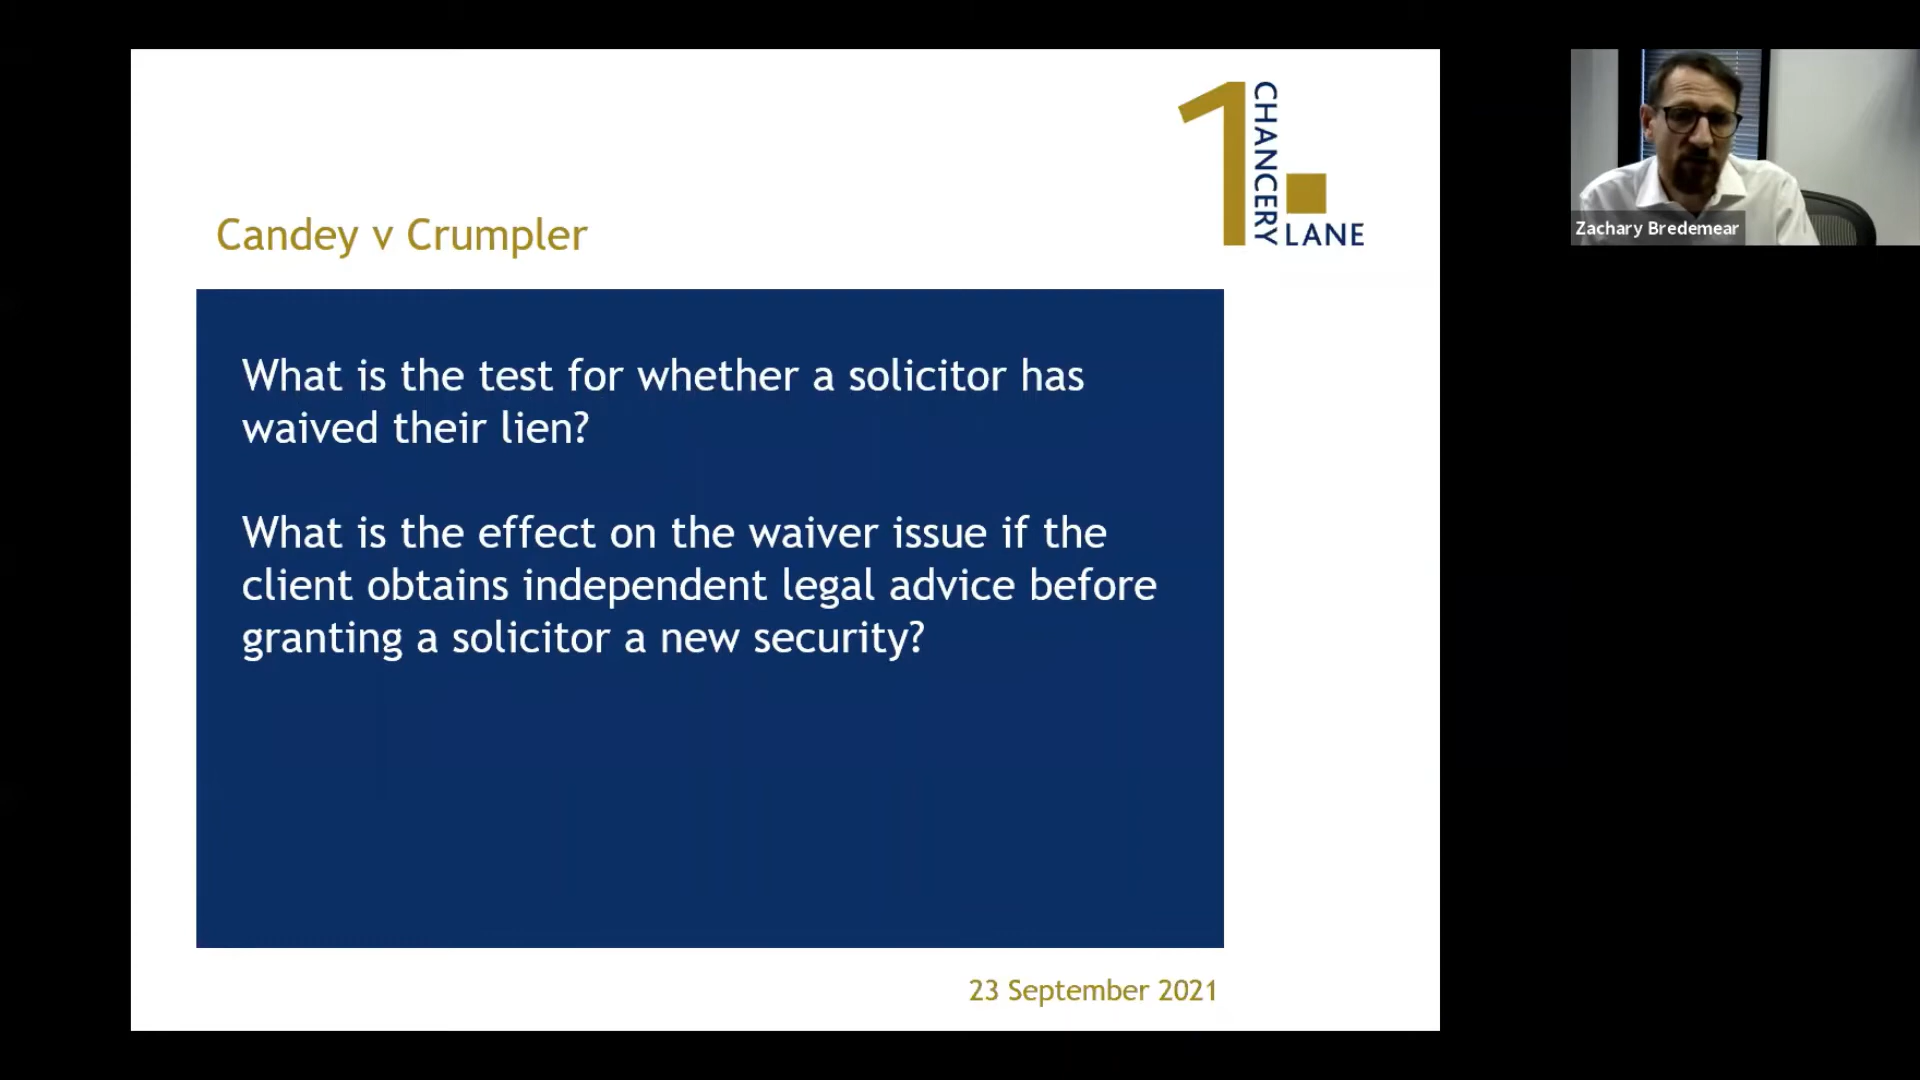 1 CHANCERY LANE
Candey v Crumpler
What is the test for whether a solicitor has
waived their lien?
What is the effect on the waiver issue if the
client obtains independent legal advice before
granting a solicitor a new security?
23 September 2021
Zachary Bredemear